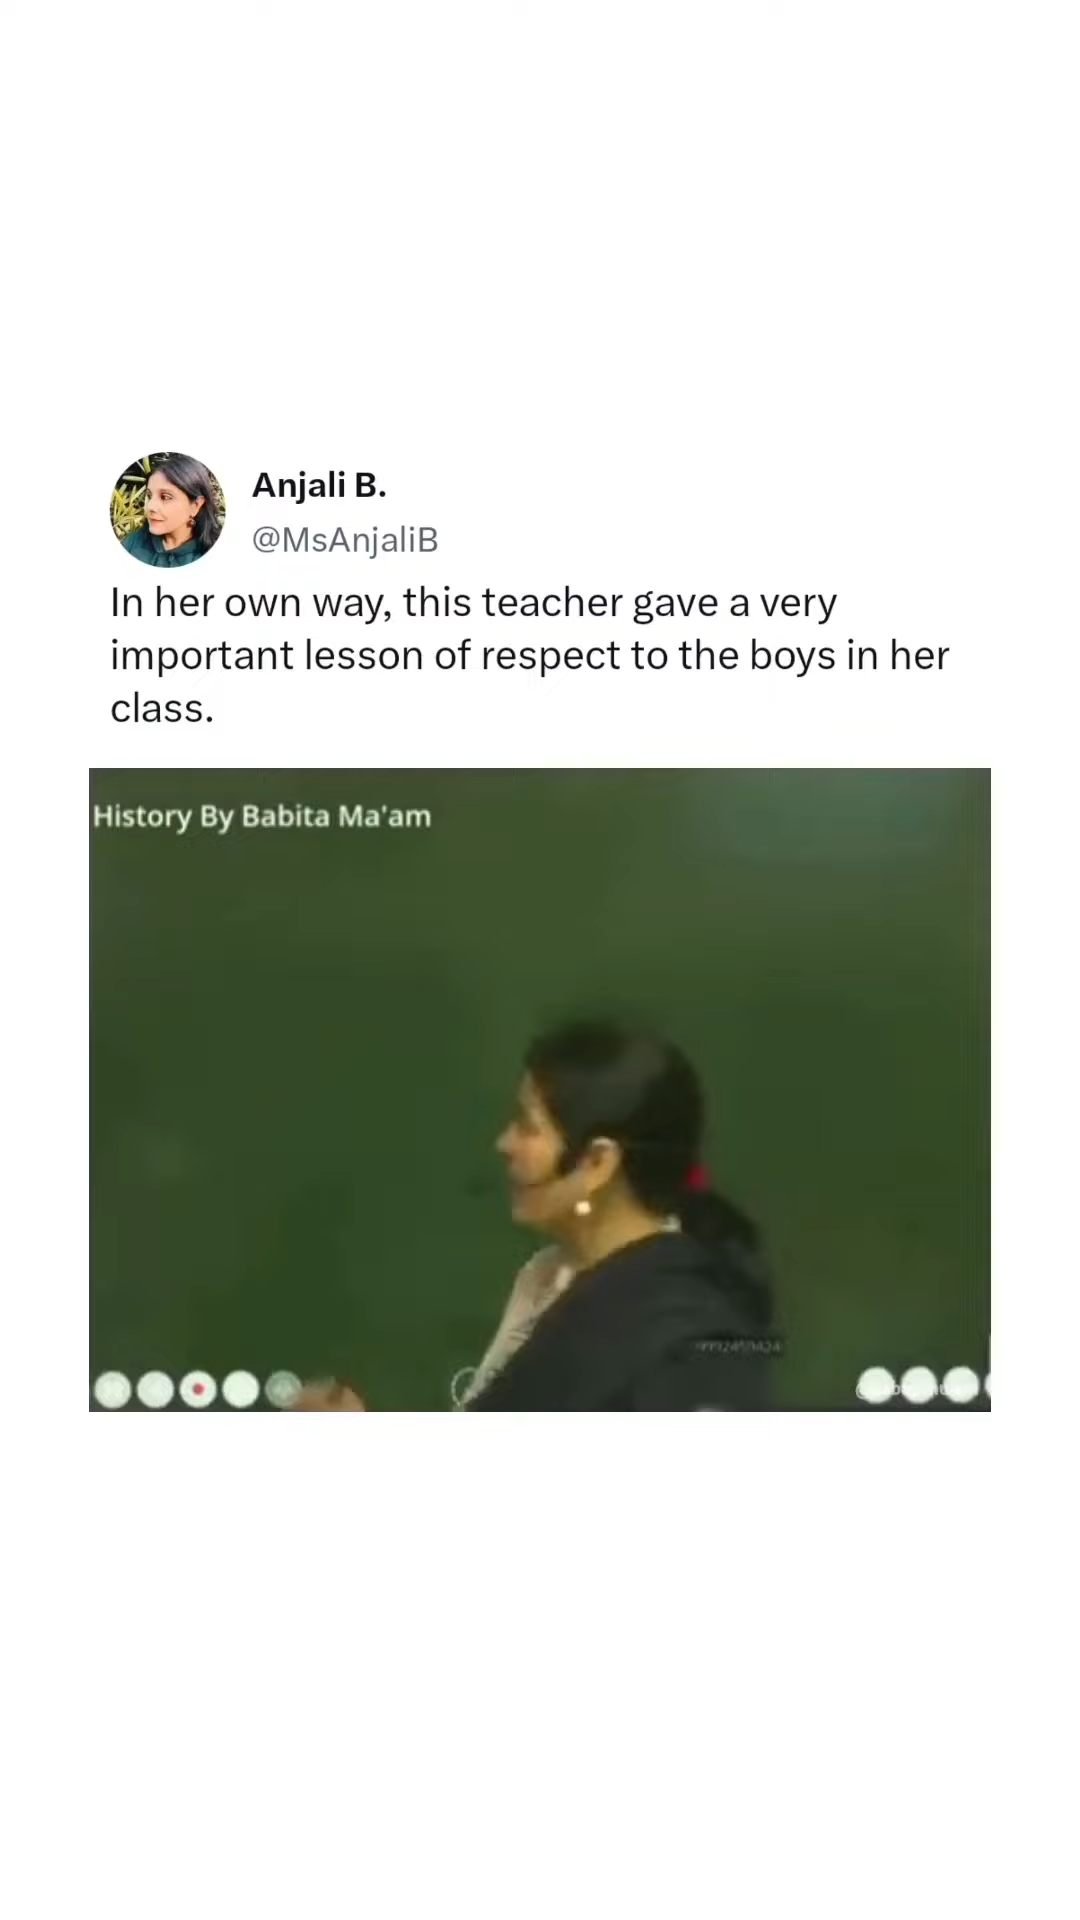 Anjali B.
@MsAnjaliB
In her own way, this teacher gave a very
important lesson of respect to the boys in her
class.
History By Babita Ma'am